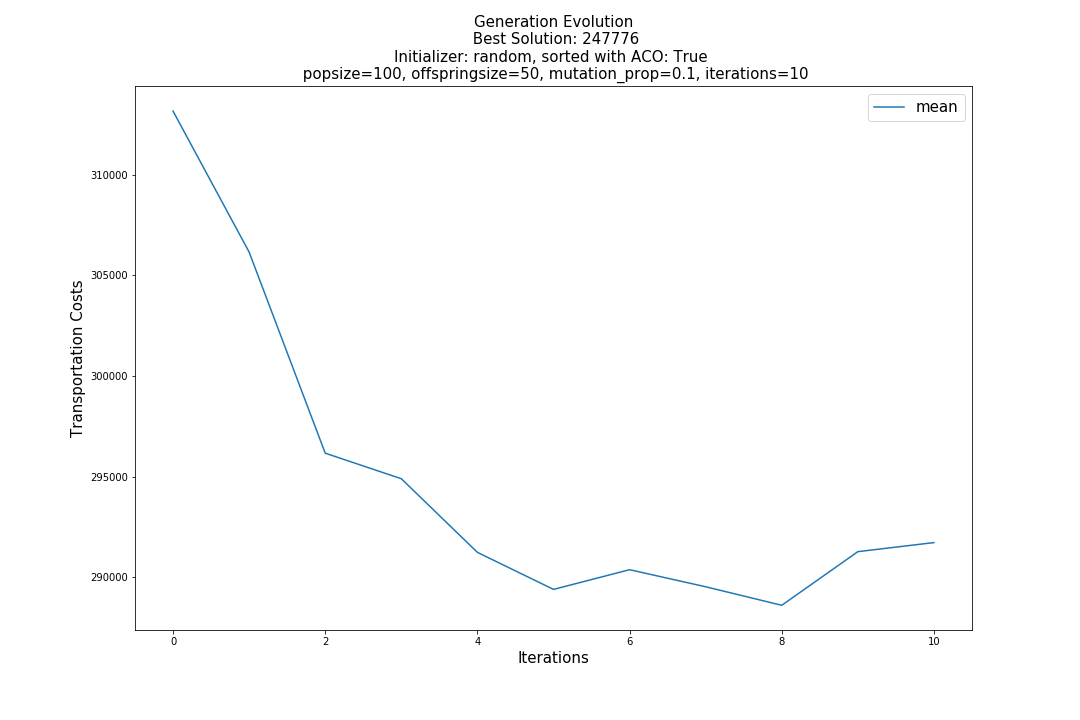 Generation Evolution
Best Solution: 247776
Initializer: random, sorted with ACO: True
popsize=100, offspringsize=50, mutation_prop=0.1, iterations=10
mean
310000
305000
300000
295000
290000
Transportation Costs
0 2 4 6 8 10
Iterations